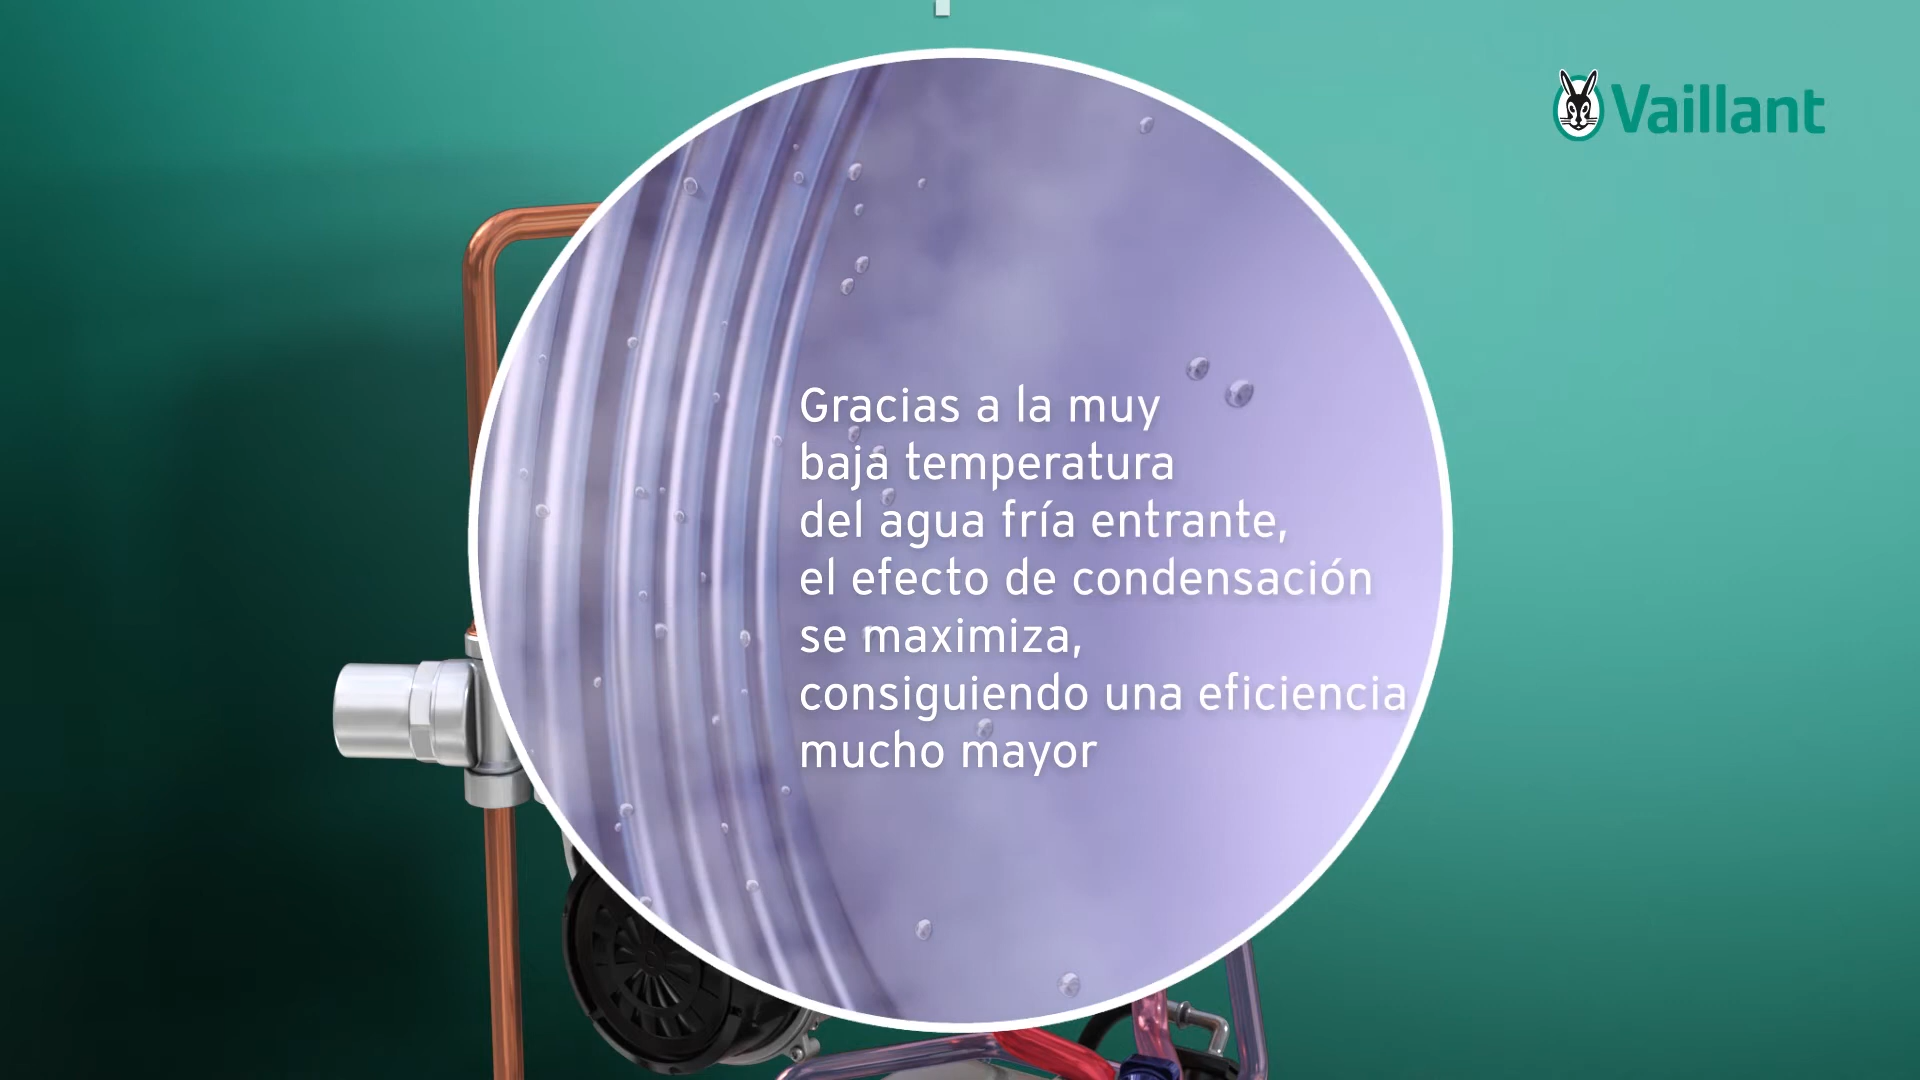 Vaillant
Gracias a la muy
baja temperatura
del agua fría entrante,
el efecto de condensación
se maximiza,
consiguiendo una eficiencia
mucho mayor